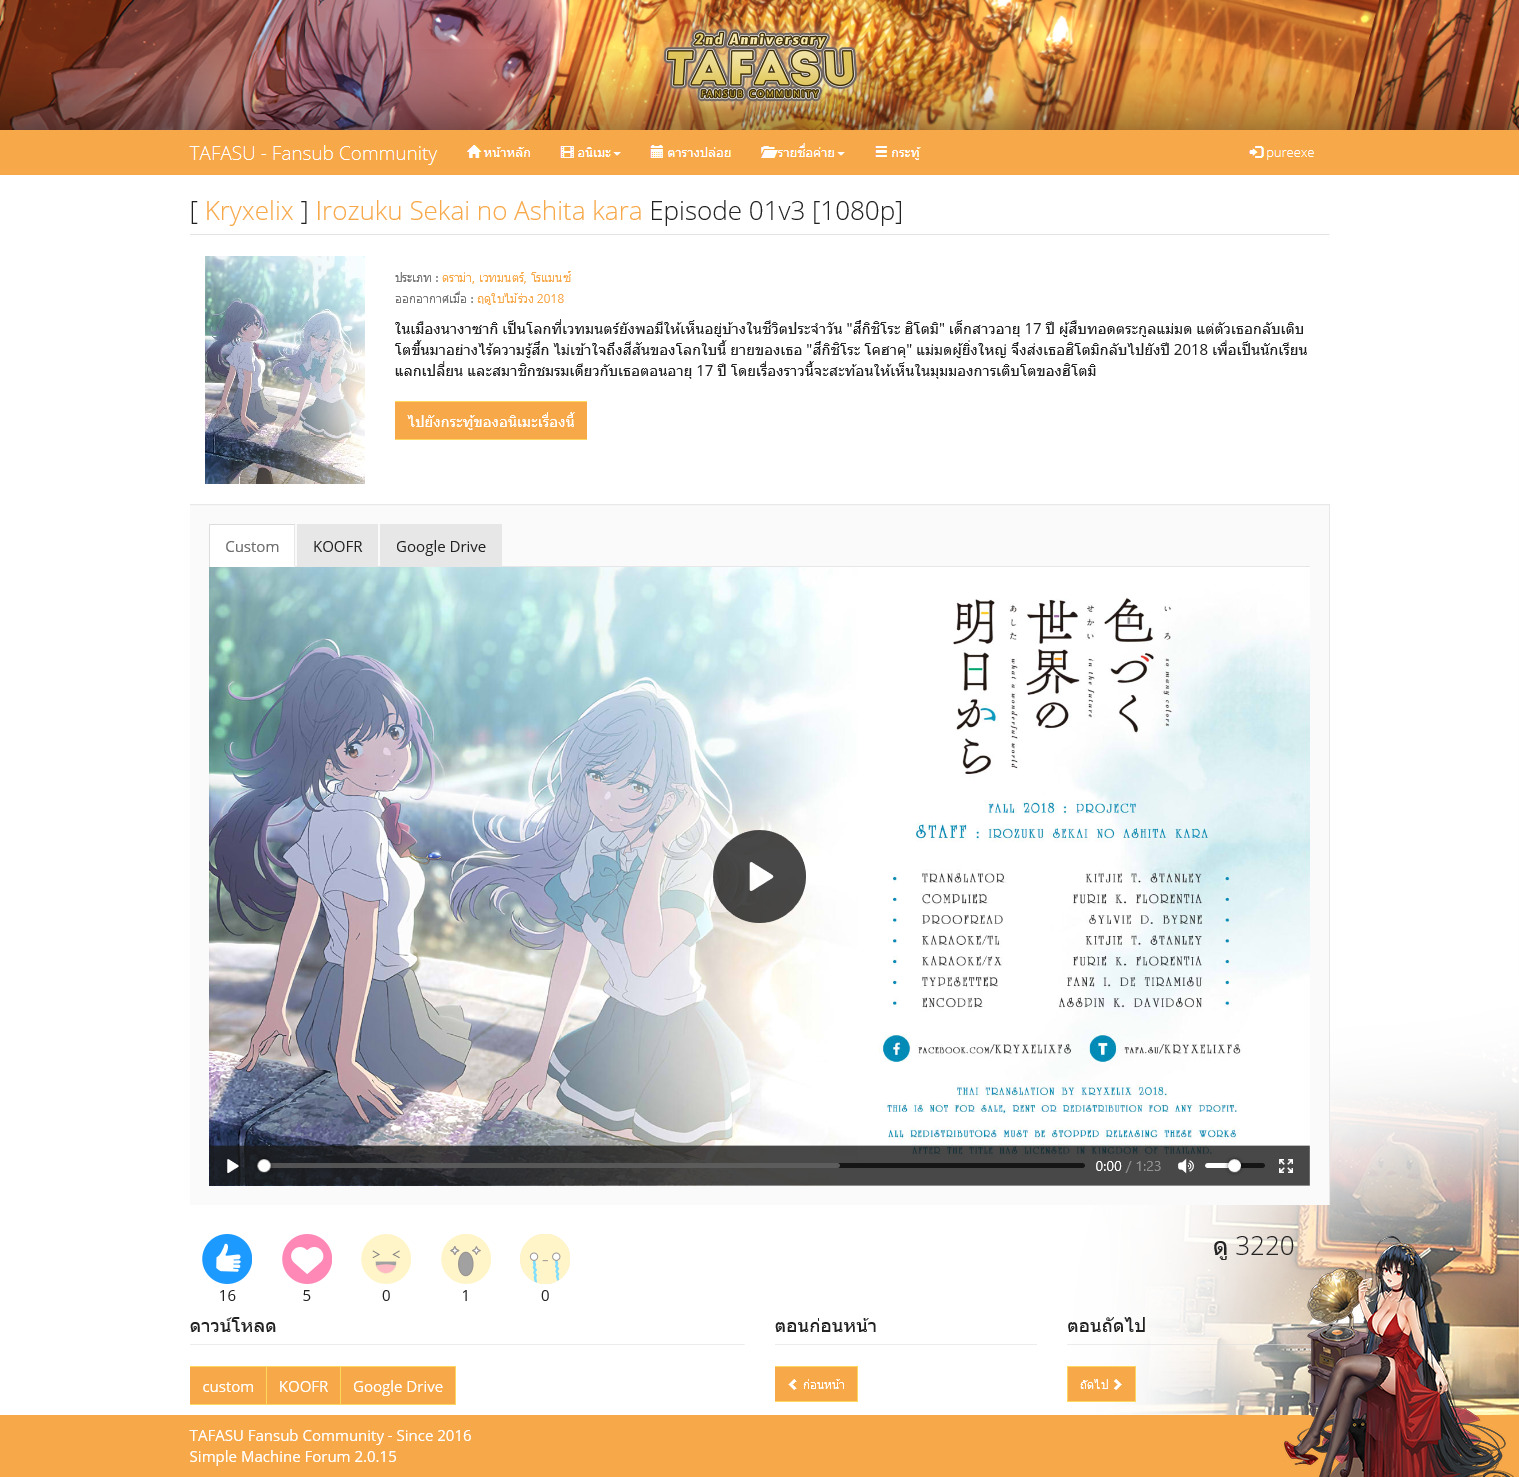 2nd Anniversary
TAFASU
FANSUB COMMUNITY
TAFASU - Fansub Community
หน้าหลัก
อนิเมะ
ตารางปล่อย
รายชื่อค่าย
กระทู้
pureexe
[ Kryxelix ] Irozuku Sekai no Ashita kara Episode 01v3 [1080p]
ประเภท : ดราม่า, เวทมนตร์, โรแมนซ์
ออกอากาศเมื่อ : ฤดูใบไม้ร่วง 2018
ในเมืองนางาซากิ เป็นโลกที่เวทมนตร์ยังพอมีให้เห็นอยู่บ้างในชีวิตประจำวัน "สึกิชิโระ ฮิโตมิ" เด็กสาวอายุ 17 ปี ผู้สืบทอดตระกูลแม่มด แต่ตัวเธอกลับเติบ
โตขึ้นมาอย่างไร้ความรู้สึก ไม่เข้าใจถึงสีสันของโลกใบนี้ ยายของเธอ "สึกิชิโระ โคฮาคุ" แม่มดผู้ยิ่งใหญ่ จึงส่งเธอฮิโตมิกลับไปยังปี 2018 เพื่อเป็นนักเรียน
แลกเปลี่ยน และสมาชิกชมรมเดียวกับเธอตอนอายุ 17 ปี โดยเรื่องราวนี้จะสะท้อนให้เห็นในมุมมองการเติบโตของฮิโตมิ
ไปยังกระทู้ของอนิเมะเรื่องนี้
Custom
KOOFR
Google Drive
色づく
いろ
so many colors
世界の
せかい
in the future
明日から
あした
what a wonderful world
FALL 2018 : PROJECT
STAFF : IROZUKU SEKAI NO ASHITA KARA
• TRANSLATOR KITJIE T. STANLEY •
• COMPLIER FURIE K. FLORENTIA •
• PROOFREAD SYLVIE D. BYRNE •
• KARAOKE/TL KITJIE T. STANLEY •
• KARAOKE/FX FURIE K. FLORENTIA •
• TYPESETTER FANZ I. DE TIRAMISU •
• ENCODER ASSPIN K. DAVIDSON •
f FACEBOOK.COM/KRYXELIXFS T TAFA.SU/KRYXELIXFS
THAI TRANSLATION BY KRYXELIX 2018.
THIS IS NOT FOR SALE, RENT OR REDISTRIBUTION FOR ANY PROFIT.
ALL REDISTRIBUTORS MUST BE STOPPED RELEASING THESE WORKS
AFTER THE TITLE HAS LICENSED IN KINGDOM OF THAILAND.
0:00 / 1:23
ดู 3220
16
5
0
1
0
ดาวน์โหลด
ตอนก่อนหน้า
ตอนถัดไป
custom
KOOFR
Google Drive
ก่อนหน้า
ถัดไป
TAFASU Fansub Community - Since 2016
Simple Machine Forum 2.0.15